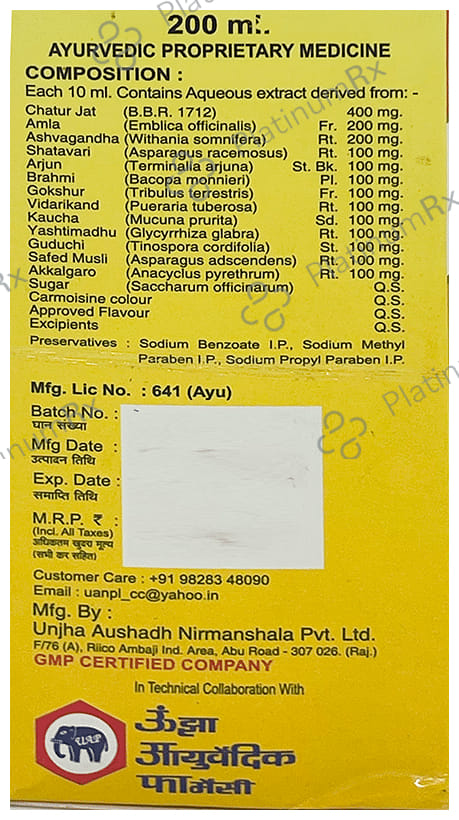 200 ml.
AYURVEDIC PROPRIETARY MEDICINE
COMPOSITION :
Each 10 ml. Contains Aqueous extract derived from: -
Chatur Jat (B.B.R. 1712) 400 mg.
Amla (Emblica officinalis) Fr. 200 mg.
Ashvagandha (Withania somnifera) Rt. 200 mg.
Shatavari (Asparagus racemosus) Rt. 100 mg.
Arjun (Terminalia arjuna) St. Bk. 100 mg.
Brahmi (Bacopa monnieri) Pl. 100 mg.
Gokshur (Tribulus terrestris) Fr. 100 mg.
Vidarikand (Pueraria tuberosa) Rt. 100 mg.
Kaucha (Mucuna prurita) Sd. 100 mg.
Yashtimadhu (Glycyrrhiza glabra) Rt. 100 mg.
Guduchi (Tinospora cordifolia) St. 100 mg.
Safed Musli (Asparagus adscendens) Rt. 100 mg.
Akkalgaro (Anacyclus pyrethrum) Rt. 100 mg.
Sugar (Saccharum officinarum) Q.S.
Carmoisine colour Q.S.
Approved Flavour Q.S.
Excipients Q.S.
Preservatives : Sodium Benzoate I.P., Sodium Methyl
Paraben I.P., Sodium Propyl Paraben I.P.
Mfg. Lic No. : 641 (Ayu)
Batch No. :
घान संख्या
Mfg Date :
उत्पादन तिथि
Exp. Date :
समाप्ति तिथि
M.R.P. ₹ :
(Incl. All Taxes)
अधिकतम खुदरा मूल्य
(सभी कर सहित)
Customer Care : +91 98283 48090
Email : uanpl_cc@yahoo.in
Mfg. By :
Unjha Aushadh Nirmanshala Pvt. Ltd.
F/76 (A), Riico Ambaji Ind. Area, Abu Road - 307 026. (Raj.)
GMP CERTIFIED COMPANY
In Technical Collaboration With
UAP
ऊंझा
आयुर्वेदिक
फार्मेसी
PlatinumRx
PlatinumRx
PlatinumRx